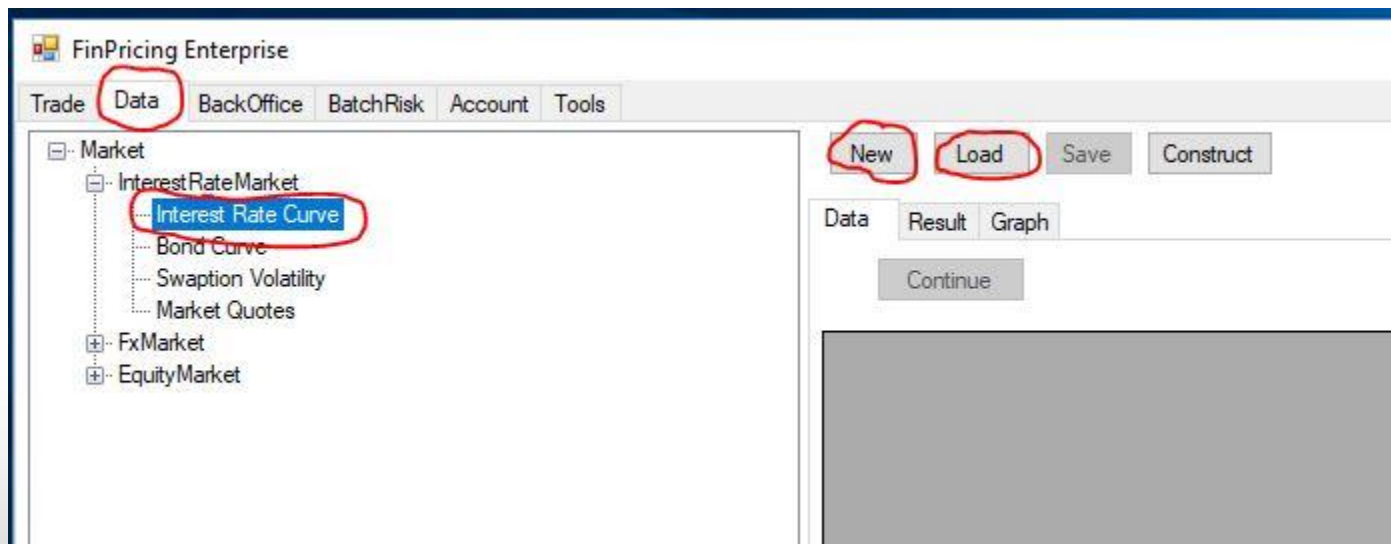 FinPricing Enterprise
Trade Data BackOffice BatchRisk Account Tools
Market
InterestRateMarket
Interest Rate Curve
Bond Curve
Swaption Volatility
Market Quotes
FxMarket
EquityMarket
New Load Save Construct
Data Result Graph
Continue